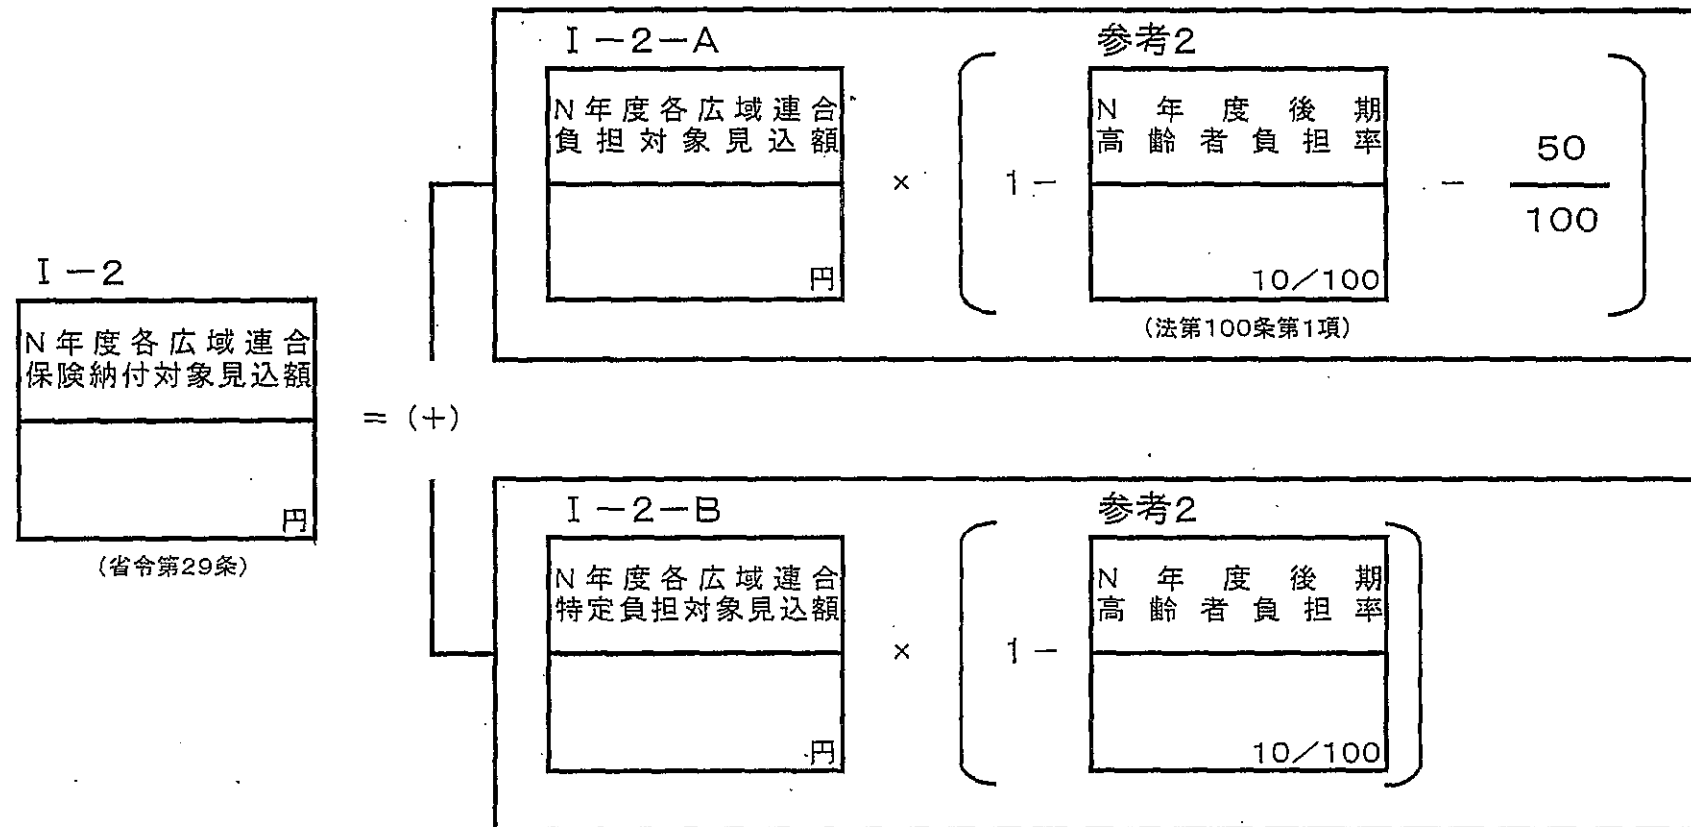 Ⅰ－2－A
参考2
N年度各広域連合
負担対象見込額
円
×
1－
N年度後期
高齢者負担率
10／100
－
50
100
(法第100条第1項)
Ⅰ－2
N年度各広域連合
保険納付対象見込額
円
(省令第29条)
＝(＋)
Ⅰ－2－B
参考2
N年度各広域連合
特定負担対象見込額
円
×
1－
N年度後期
高齢者負担率
10／100